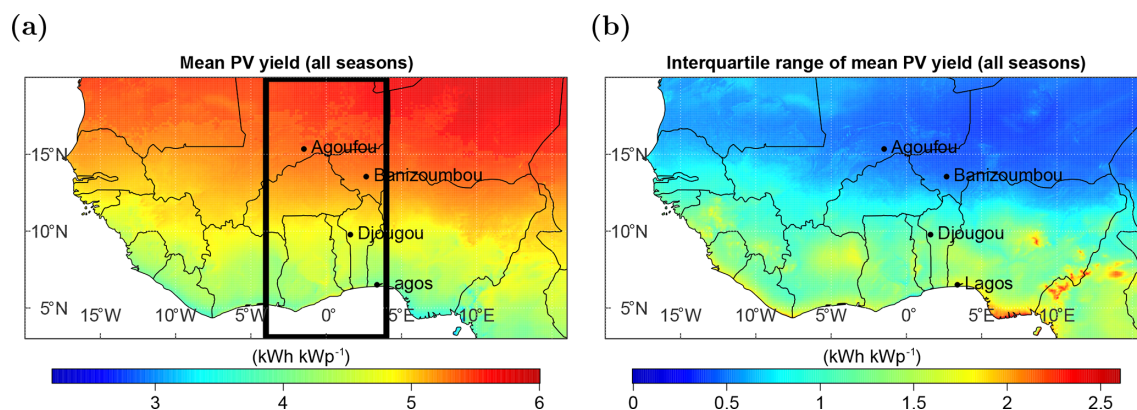 (a)
Mean PV yield (all seasons)
Agoufou
15°N
Banizoumbou
10°N
Djougou
Lagos
5°N
15°W 10°W 5°W 0°E 5°E 10°E
(kWh kWp⁻¹)
3 4 5 6
(b)
Interquartile range of mean PV yield (all seasons)
Agoufou
15°N
Banizoumbou
10°N
Djougou
Lagos
5°N
15°W 10°W 5°W 0°E 5°E 10°E
(kWh kWp⁻¹)
0 0.5 1 1.5 2 2.5